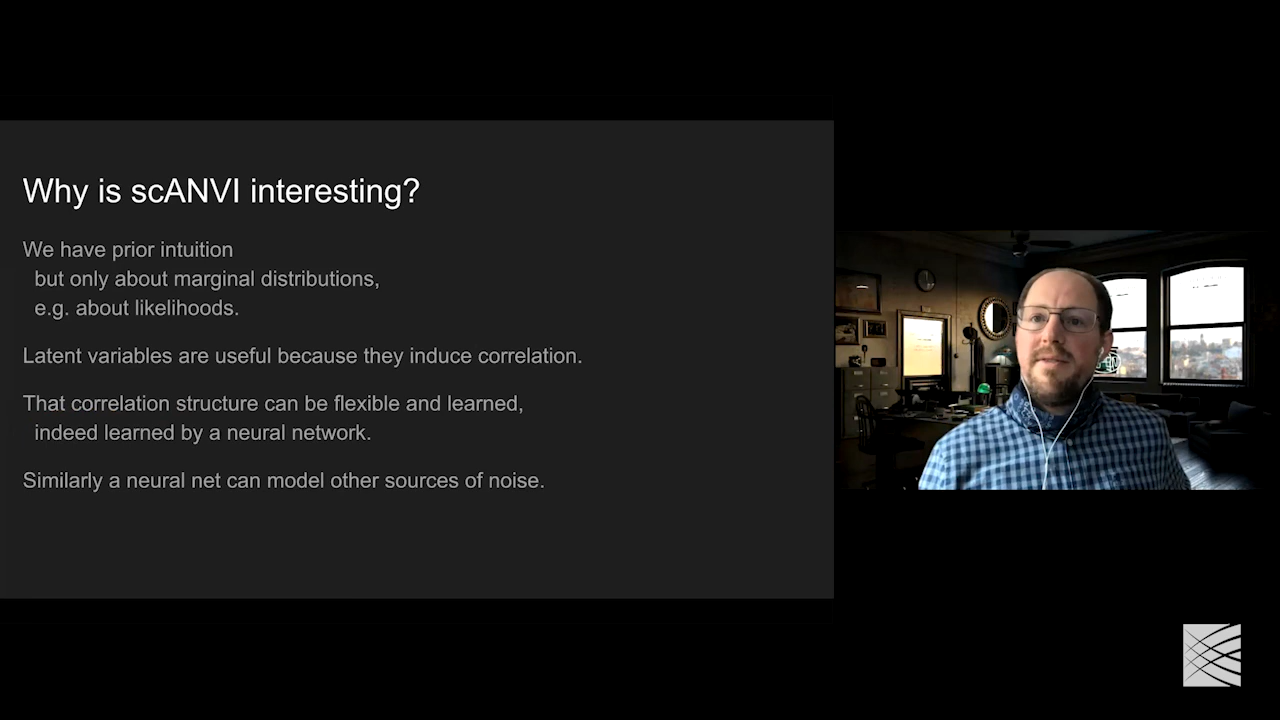 Why is scANVI interesting?
We have prior intuition
but only about marginal distributions,
e.g. about likelihoods.
Latent variables are useful because they induce correlation.
That correlation structure can be flexible and learned,
indeed learned by a neural network.
Similarly a neural net can model other sources of noise.